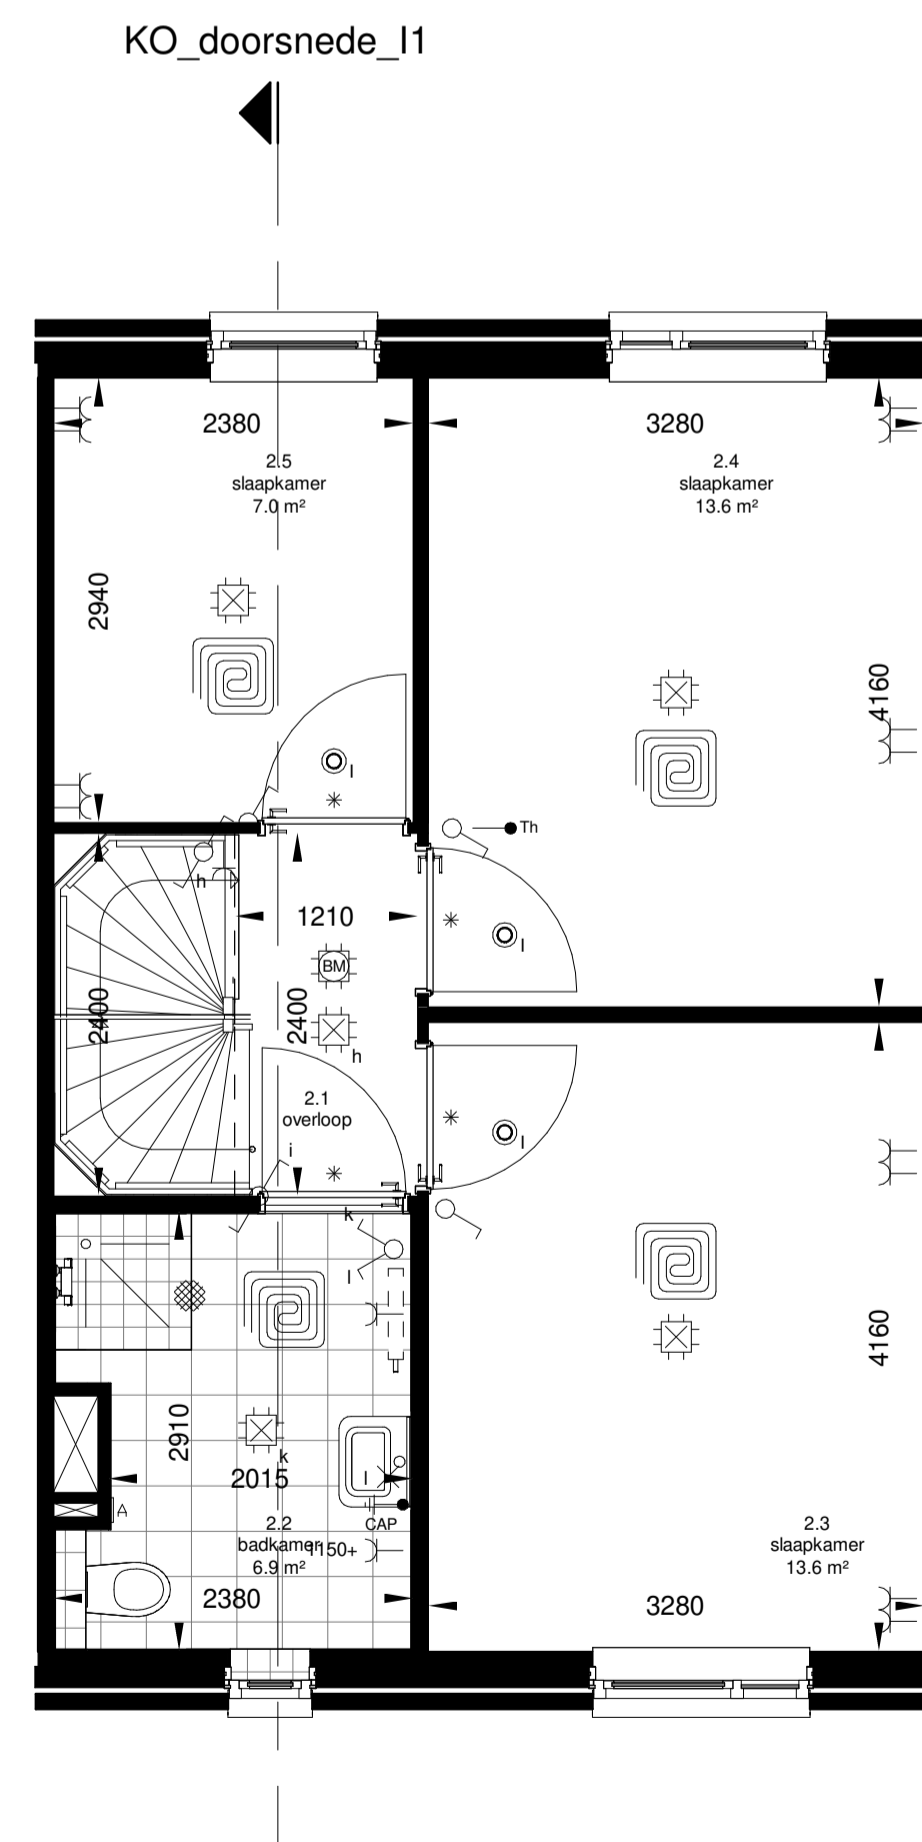 KO_doorsnede_I1
2380
3280
2.5
slaapkamer
7.0 m²
2.4
slaapkamer
13.6 m²
2940
4160
l
Th
h
1210
l
BM
2400
2400
h
2.1
overloop
i
l
k
l
2910
k
2015
l
A
CAP
2.2
badkamer
6.9 m²
1150+
4160
2.3
slaapkamer
13.6 m²
2380
3280